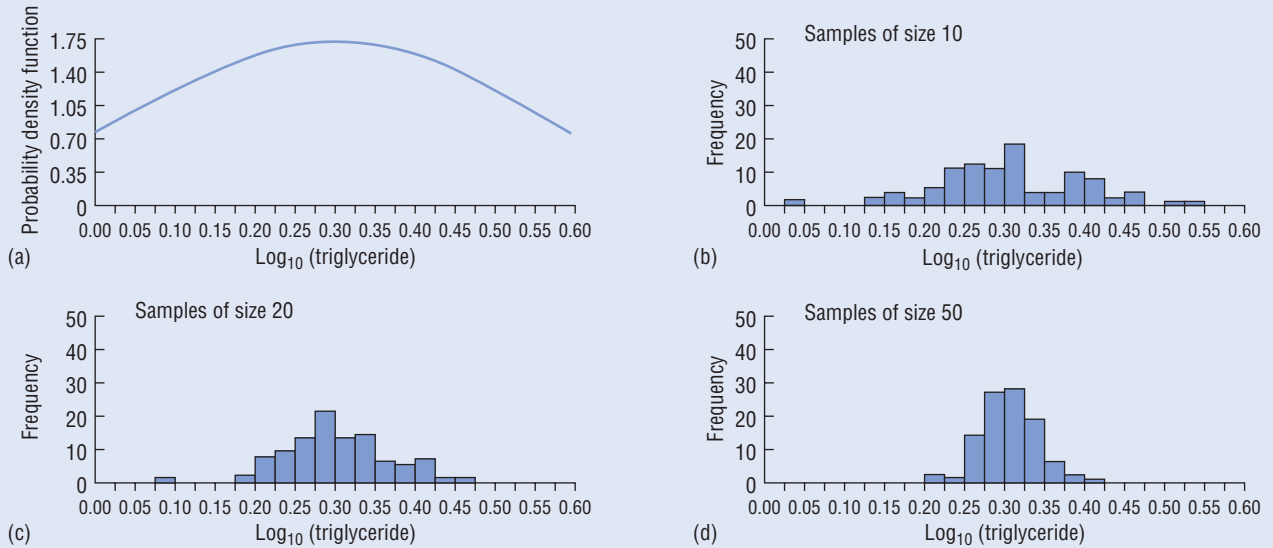 Probability density function
1.75
1.40
1.05
0.70
0.35
0
0.00 0.05 0.10 0.15 0.20 0.25 0.30 0.35 0.40 0.45 0.50 0.55 0.60
Log10 (triglyceride)
(a)
Samples of size 10
Frequency
50
40
30
20
10
0
0.00 0.05 0.10 0.15 0.20 0.25 0.30 0.35 0.40 0.45 0.50 0.55 0.60
Log10 (triglyceride)
(b)
Samples of size 20
Frequency
50
40
30
20
10
0
0.00 0.05 0.10 0.15 0.20 0.25 0.30 0.35 0.40 0.45 0.50 0.55 0.60
Log10 (triglyceride)
(c)
Samples of size 50
Frequency
50
40
30
20
10
0
0.00 0.05 0.10 0.15 0.20 0.25 0.30 0.35 0.40 0.45 0.50 0.55 0.60
Log10 (triglyceride)
(d)